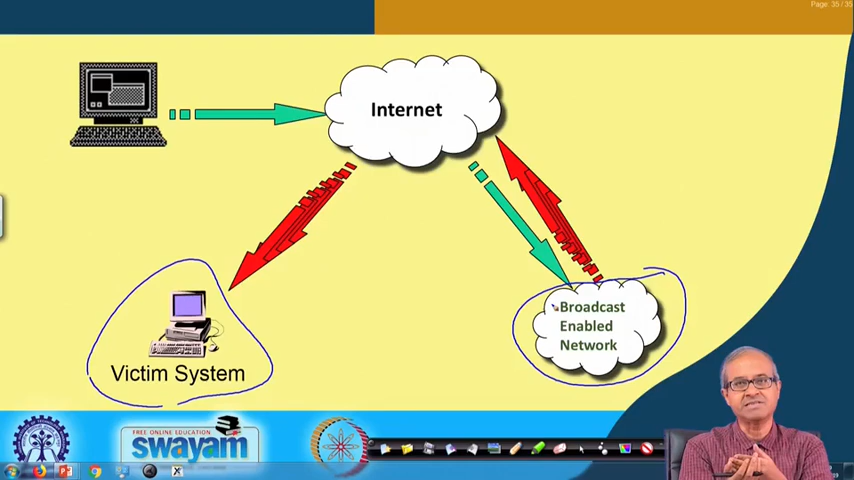 Page: 35 / 35
Internet
Broadcast
Enabled
Network
Victim System
FREE ONLINE EDUCATION
swayam